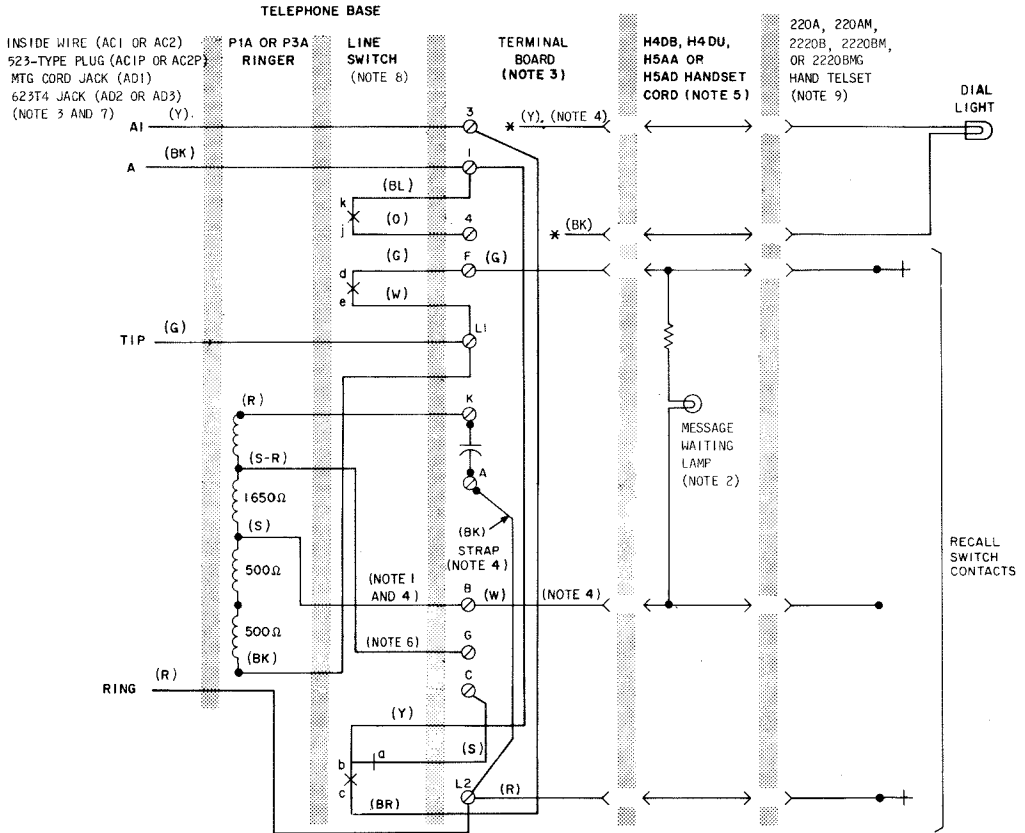 TELEPHONE BASE
INSIDE WIRE (AC1 OR AC2)
523-TYPE PLUG (AC1P OR AC2P)
MTG CORD JACK (AD1)
623T4 JACK (AD2 OR AD3)
(NOTE 3 AND 7)
P1A OR P3A
RINGER
LINE
SWITCH
(NOTE 8)
TERMINAL
BOARD
(NOTE 3)
H4DB, H4DU,
H5AA OR
H5AD HANDSET
CORD (NOTE 5)
220A, 220AM,
2220B, 2220BM,
OR 2220BMG
HAND TELSET
(NOTE 9)
DIAL
LIGHT
(Y).
A1
3
* (Y). (NOTE 4)
(BK)
A
1
(BL)
k
(O)
j
4
* (BK)
(G)
d
F
(G)
(W)
e
L1
TIP
(G)
(R)
K
(S-R)
A
MESSAGE
WAITING
LAMP
(NOTE 2)
1650Ω
(S)
(BK)
STRAP
(NOTE 4)
RECALL
SWITCH
CONTACTS
500Ω
(NOTE 1
AND 4)
B
(W)
(NOTE 4)
500Ω
(NOTE 6)
G
(BK)
RING
(R)
C
(Y)
a
(S)
b
c
(BR)
L2
(R)